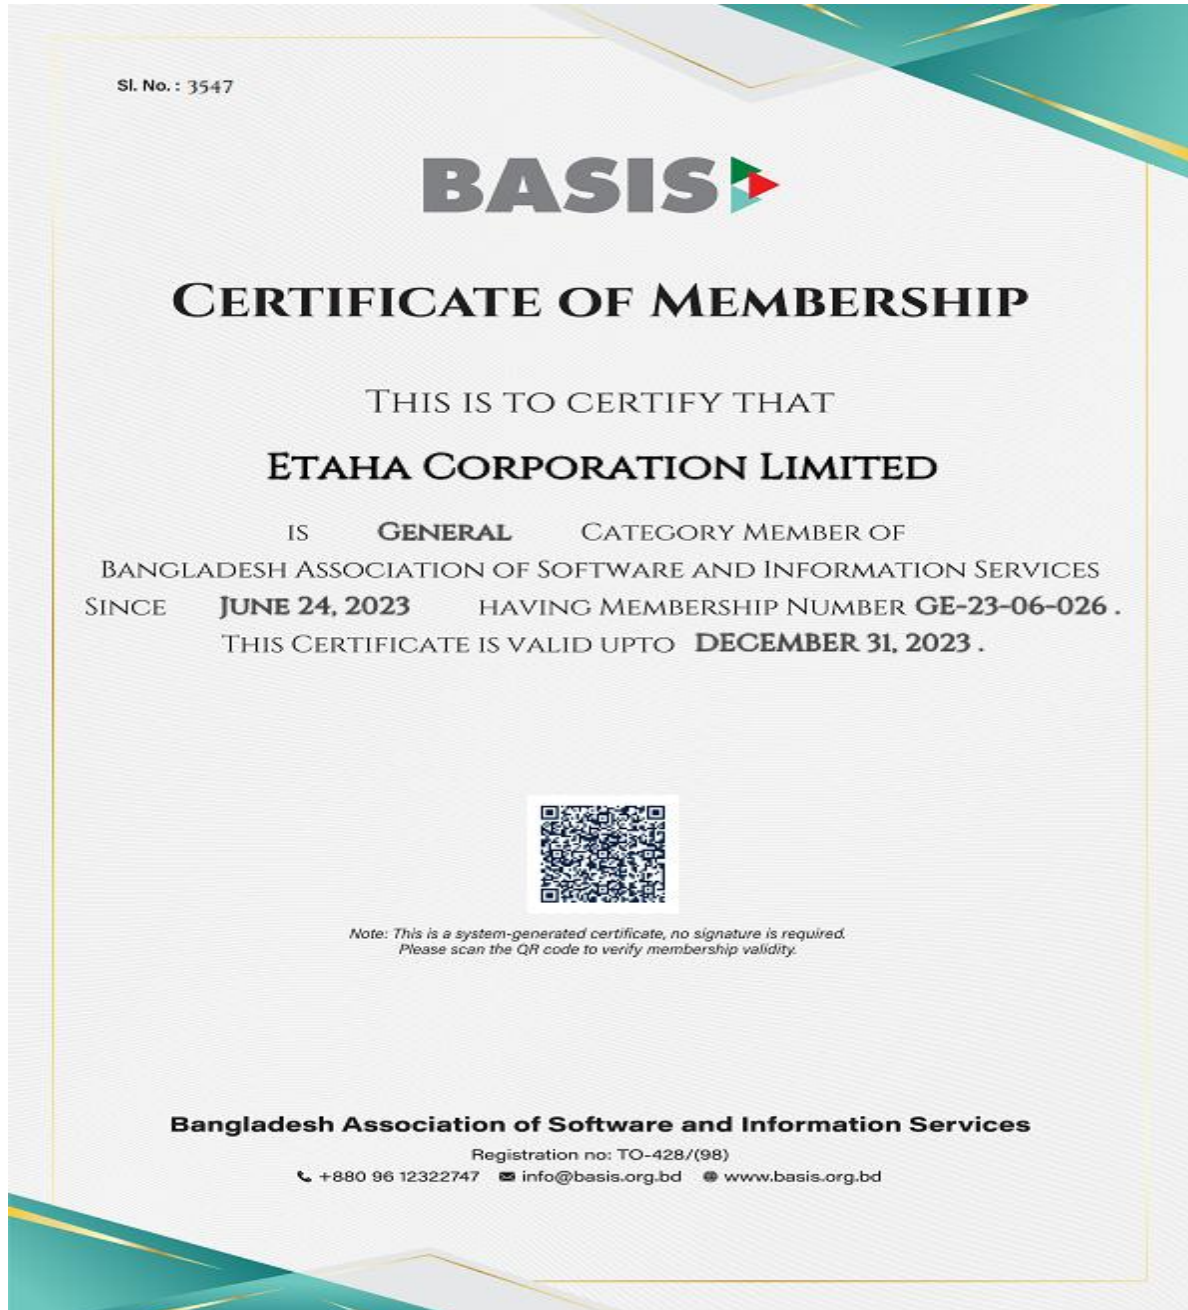 Sl. No. : 3547
BASIS
CERTIFICATE OF MEMBERSHIP
THIS IS TO CERTIFY THAT
ETAHA CORPORATION LIMITED
IS GENERAL CATEGORY MEMBER OF
BANGLADESH ASSOCIATION OF SOFTWARE AND INFORMATION SERVICES
SINCE JUNE 24, 2023 HAVING MEMBERSHIP NUMBER GE-23-06-026 .
THIS CERTIFICATE IS VALID UPTO DECEMBER 31, 2023 .
Note: This is a system-generated certificate, no signature is required.
Please scan the QR code to verify membership validity.
Bangladesh Association of Software and Information Services
Registration no: TO-428/(98)
+880 96 12322747 info@basis.org.bd www.basis.org.bd